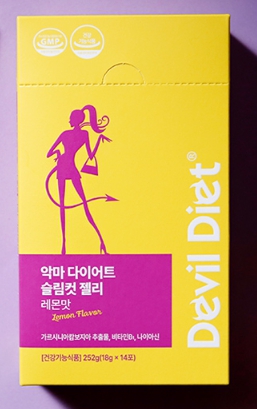 GMP
Devil Diet®
악마 다이어트
슬림컷 젤리
레몬맛
Lemon Flavor
가르시니아캄보지아 추출물, 비타민B₁, 나이아신
[건강기능식품] 252g(18g × 14포)